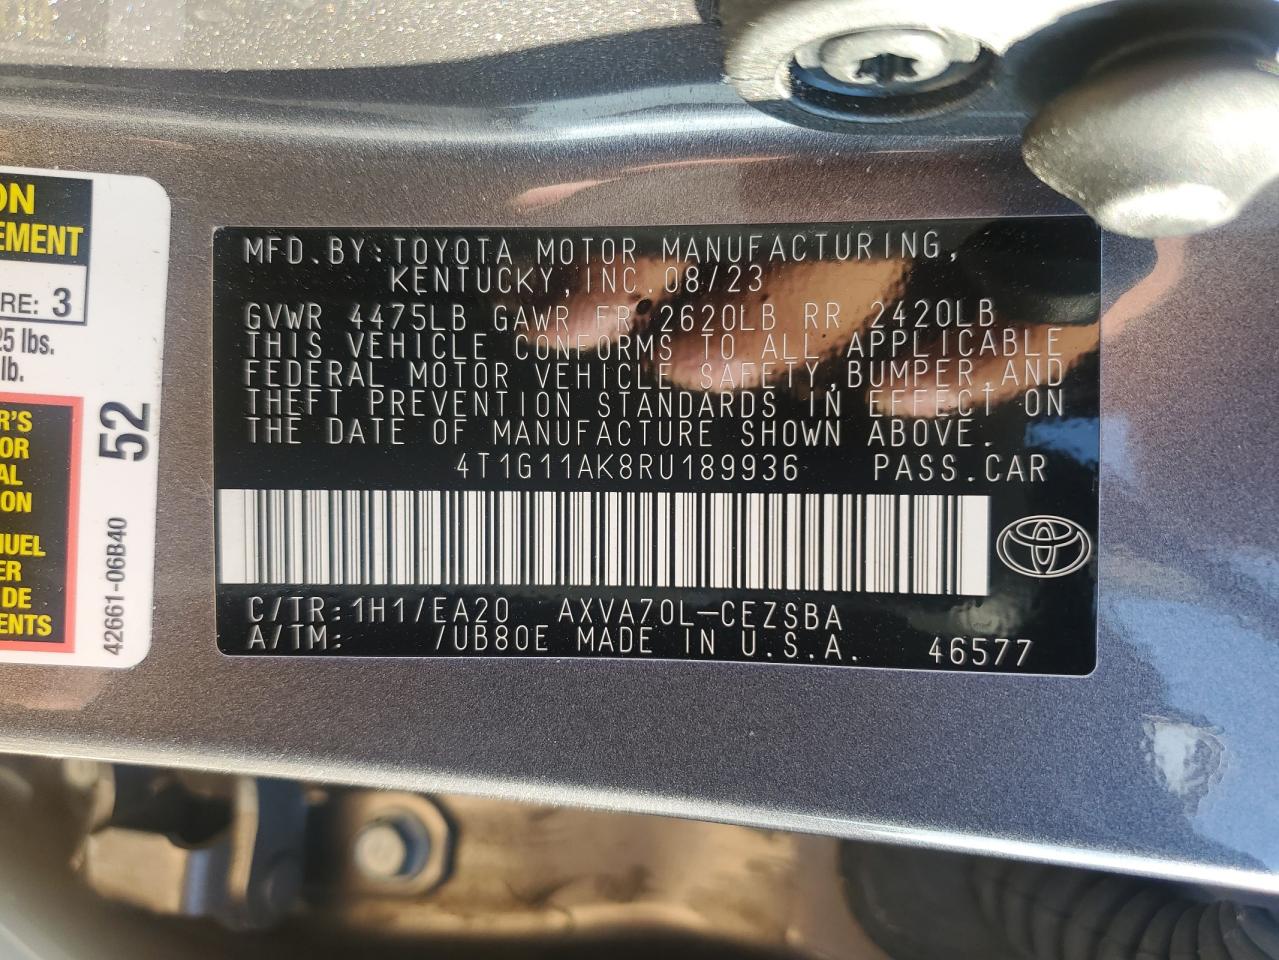 ON
EMENT
RE: 3
25 lbs.
lb.
R'S
OR
AL
ON
NUEL
ER
DE
ENTS
52
42661-06B40
MFD.BY:TOYOTA MOTOR MANUFACTURING,
KENTUCKY,INC.08/23
GVWR 4475LB GAWR FR 2620LB RR 2420LB
THIS VEHICLE CONFORMS TO ALL APPLICABLE
FEDERAL MOTOR VEHICLE SAFETY,BUMPER,AND
THEFT PREVENTION STANDARDS IN EFFECT ON
THE DATE OF MANUFACTURE SHOWN ABOVE.
4T1G11AK8RU189936 PASS.CAR
C/TR:1H1/EA20 AXVA70L-CEZSBA
A/TM: /UB80E MADE IN U.S.A. 46577